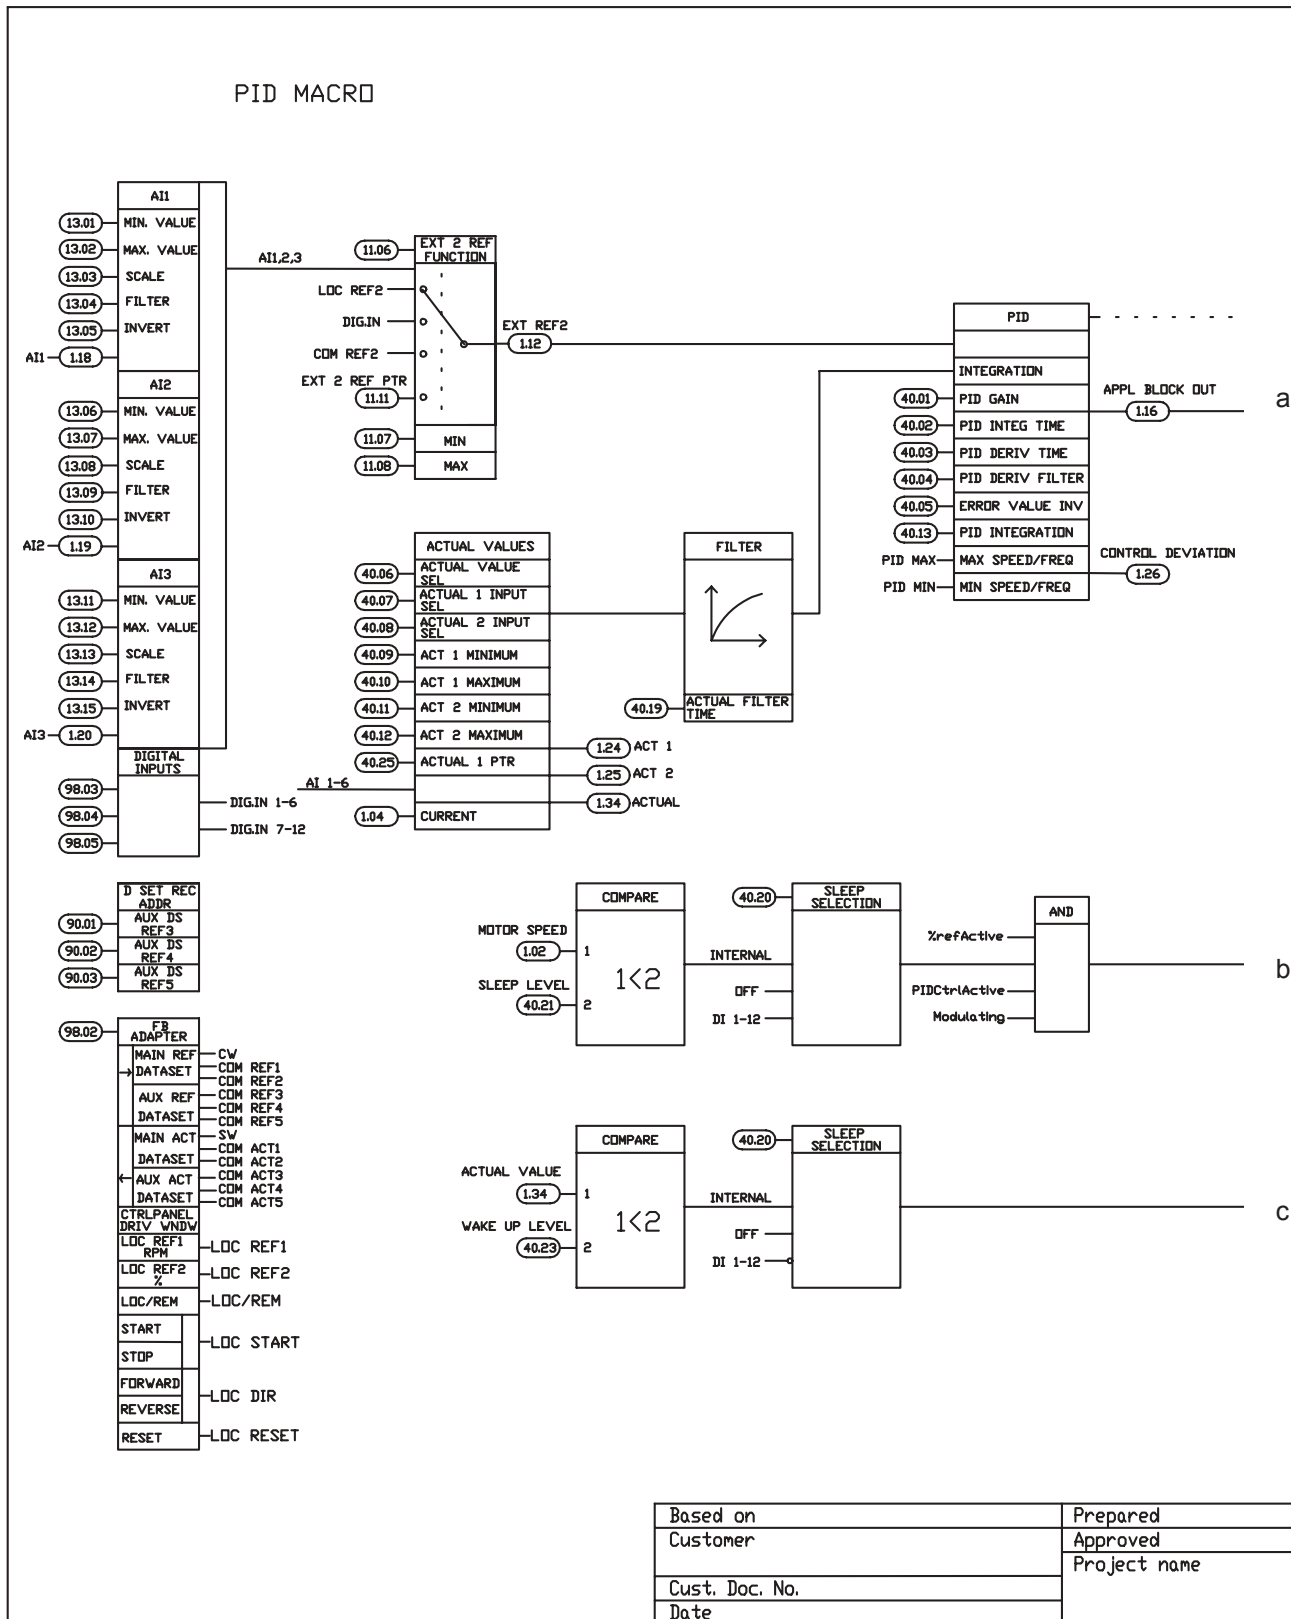 PID MACRO
AI1
13.01 MIN. VALUE
13.02 MAX. VALUE
13.03 SCALE
13.04 FILTER
13.05 INVERT
AI1 1.18
AI2
13.06 MIN. VALUE
13.07 MAX. VALUE
13.08 SCALE
13.09 FILTER
13.10 INVERT
AI2 1.19
AI3
13.11 MIN. VALUE
13.12 MAX. VALUE
13.13 SCALE
13.14 FILTER
13.15 INVERT
AI3 1.20
DIGITAL
INPUTS
98.03
98.04
98.05
DIG.IN 1-6
DIG.IN 7-12
AI1,2,3
11.06 EXT 2 REF
FUNCTION
LOC REF2
DIG.IN
COM REF2
EXT 2 REF PTR
11.11
11.07 MIN
11.08 MAX
EXT REF2
1.12
ACTUAL VALUES
40.06 ACTUAL VALUE
SEL
40.07 ACTUAL 1 INPUT
SEL
40.08 ACTUAL 2 INPUT
SEL
40.09 ACT 1 MINIMUM
40.10 ACT 1 MAXIMUM
40.11 ACT 2 MINIMUM
40.12 ACT 2 MAXIMUM
40.25 ACTUAL 1 PTR
AI 1-6
1.04 CURRENT
1.24 ACT 1
1.25 ACT 2
1.34 ACTUAL
FILTER
40.19 ACTUAL FILTER
TIME
PID
INTEGRATION
40.01 PID GAIN
40.02 PID INTEG TIME
40.03 PID DERIV TIME
40.04 PID DERIV FILTER
40.05 ERROR VALUE INV
40.13 PID INTEGRATION
PID MAX MAX SPEED/FREQ
PID MIN MIN SPEED/FREQ
APPL BLOCK OUT
1.16
a
CONTROL DEVIATION
1.26
D SET REC
ADDR
90.01 AUX DS
REF3
90.02 AUX DS
REF4
90.03 AUX DS
REF5
98.02 FB
ADAPTER
MAIN REF CW
DATASET COM REF1
COM REF2
AUX REF COM REF3
COM REF4
DATASET COM REF5
MAIN ACT SW
COM ACT1
DATASET COM ACT2
AUX ACT COM ACT3
COM ACT4
DATASET COM ACT5
CTRLPANEL
DRIV WNDW
LOC REF1
RPM
LOC REF1
LOC REF2
%
LOC REF2
LOC/REM LOC/REM
START
STOP
LOC START
FORWARD
REVERSE
LOC DIR
RESET LOC RESET
COMPARE
MOTOR SPEED
1.02 1
1<2
SLEEP LEVEL
40.21 2
40.20 SLEEP
SELECTION
INTERNAL
OFF
DI 1-12
AND
%refActive
PIDCtrlActive
Modulating
b
COMPARE
ACTUAL VALUE
1.34 1
1<2
WAKE UP LEVEL
40.23 2
40.20 SLEEP
SELECTION
INTERNAL
OFF
DI 1-12
c
Based on
Prepared
Customer
Approved
Project name
Cust. Doc. No.
Date